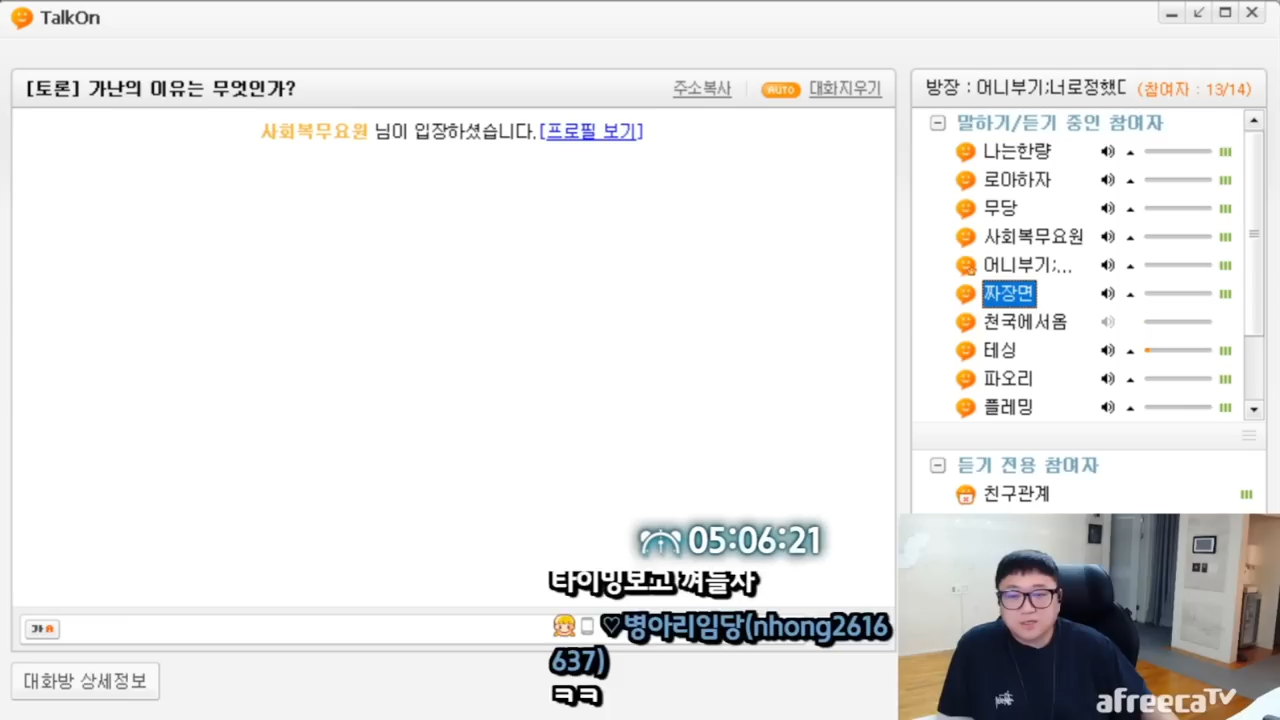 TalkOn
[토론] 가난의 이유는 무엇인가?
주소복사
AUTO
대화지우기
사회복무요원 님이 입장하셨습니다.[프로필 보기]
방장 : 어니부기;너로정했
(참여자 : 13/14)
말하기/듣기 중인 참여자
나는한량
로아하자
무당
사회복무요원
어니부기;...
짜장면
천국에서옴
테싱
파오리
플레밍
듣기 전용 참여자
친구관계
05:06:21
타이밍보고 껴들자
♡병아리임당(nhong2616
637)
ㅋㅋ
가
대화방 상세정보
afreecaTV